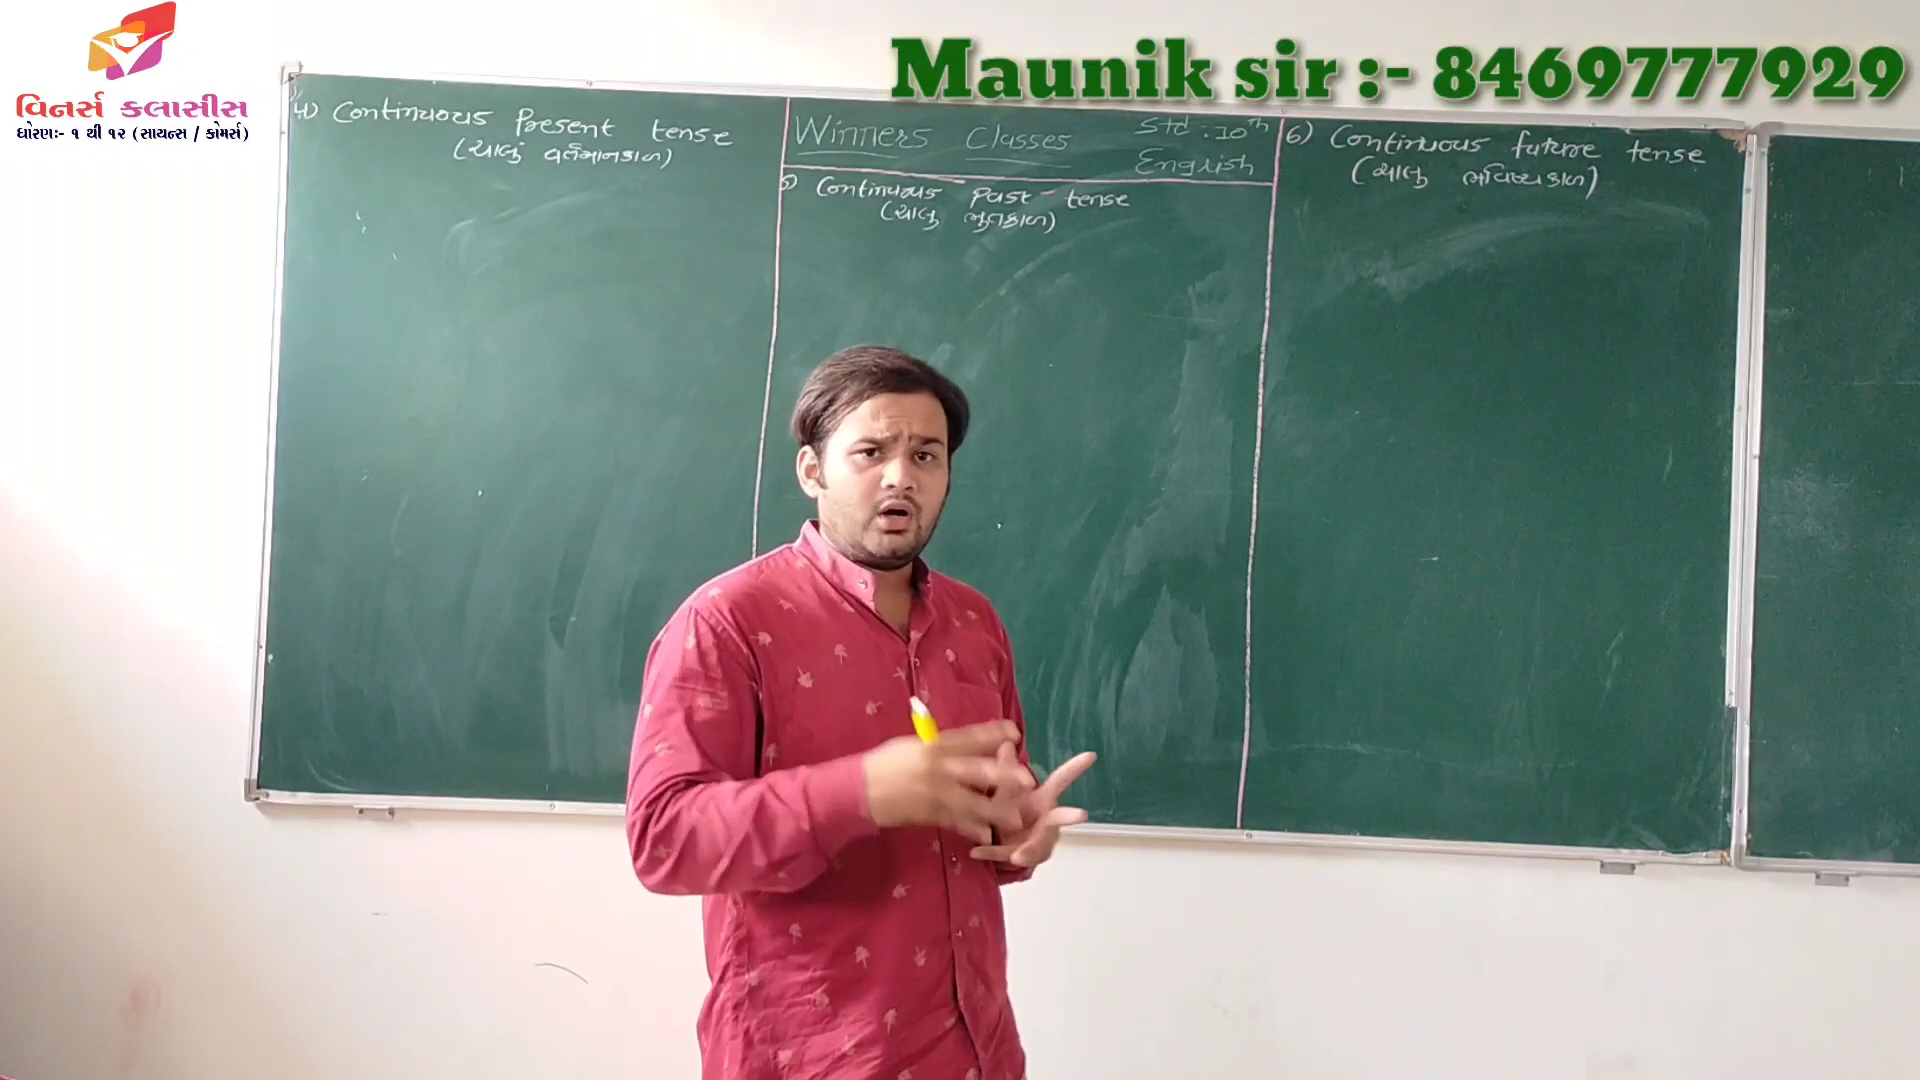 Maunik sir :- 8469777929
વિનર્સ કલાસીસ
ધોરણ:- ૧ થી ૧૨ (સાયન્સ / કોમર્સ)
4) Continuous Present tense
(ચાલું વર્તમાનકાળ)
Winners Classes
Std. 10th
English
5) Continuous Past tense
(ચાલુ ભૂતકાળ)
6) Continuous future tense
(ચાલુ ભવિષ્યકાળ)